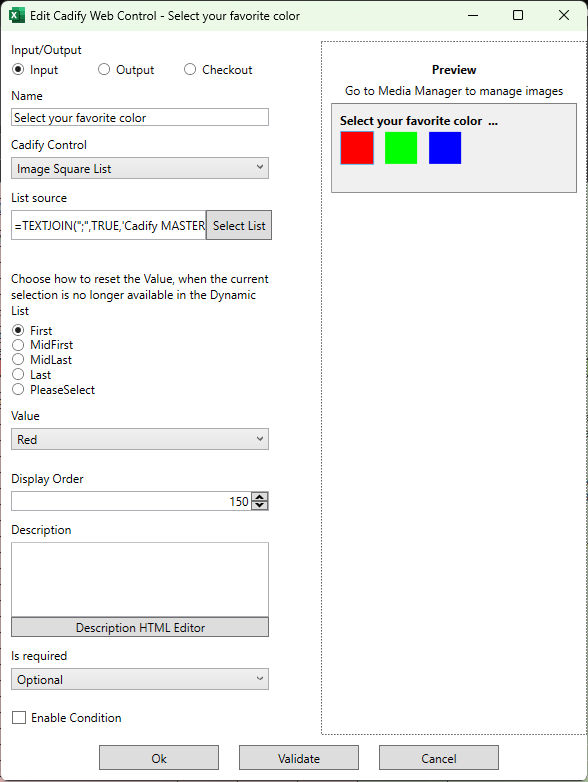 Edit Cadify Web Control - Select your favorite color
Input/Output
Input
Output
Checkout
Name
Select your favorite color
Cadify Control
Image Square List
List source
=TEXTJOIN(";",TRUE,'Cadify MASTER
Select List
Choose how to reset the Value, when the current
selection is no longer available in the Dynamic
List
First
MidFirst
MidLast
Last
PleaseSelect
Value
Red
Display Order
150
Description
Description HTML Editor
Is required
Optional
Enable Condition
Preview
Go to Media Manager to manage images
Select your favorite color ...
Ok
Validate
Cancel